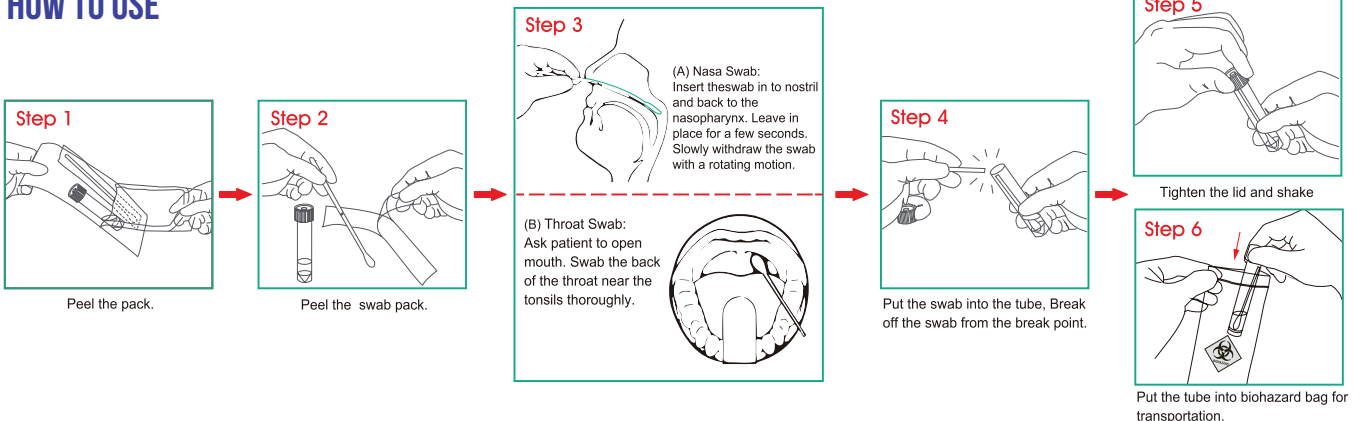 HOW TO USE
Step 1
Peel the pack.
Step 2
Peel the swab pack.
Step 3
(A) Nasa Swab:
Insert theswab in to nostril
and back to the
nasopharynx. Leave in
place for a few seconds.
Slowly withdraw the swab
with a rotating motion.
(B) Throat Swab:
Ask patient to open
mouth. Swab the back
of the throat near the
tonsils thoroughly.
Step 4
Put the swab into the tube, Break
off the swab from the break point.
Step 5
Tighten the lid and shake
Step 6
Put the tube into biohazard bag for
transportation.